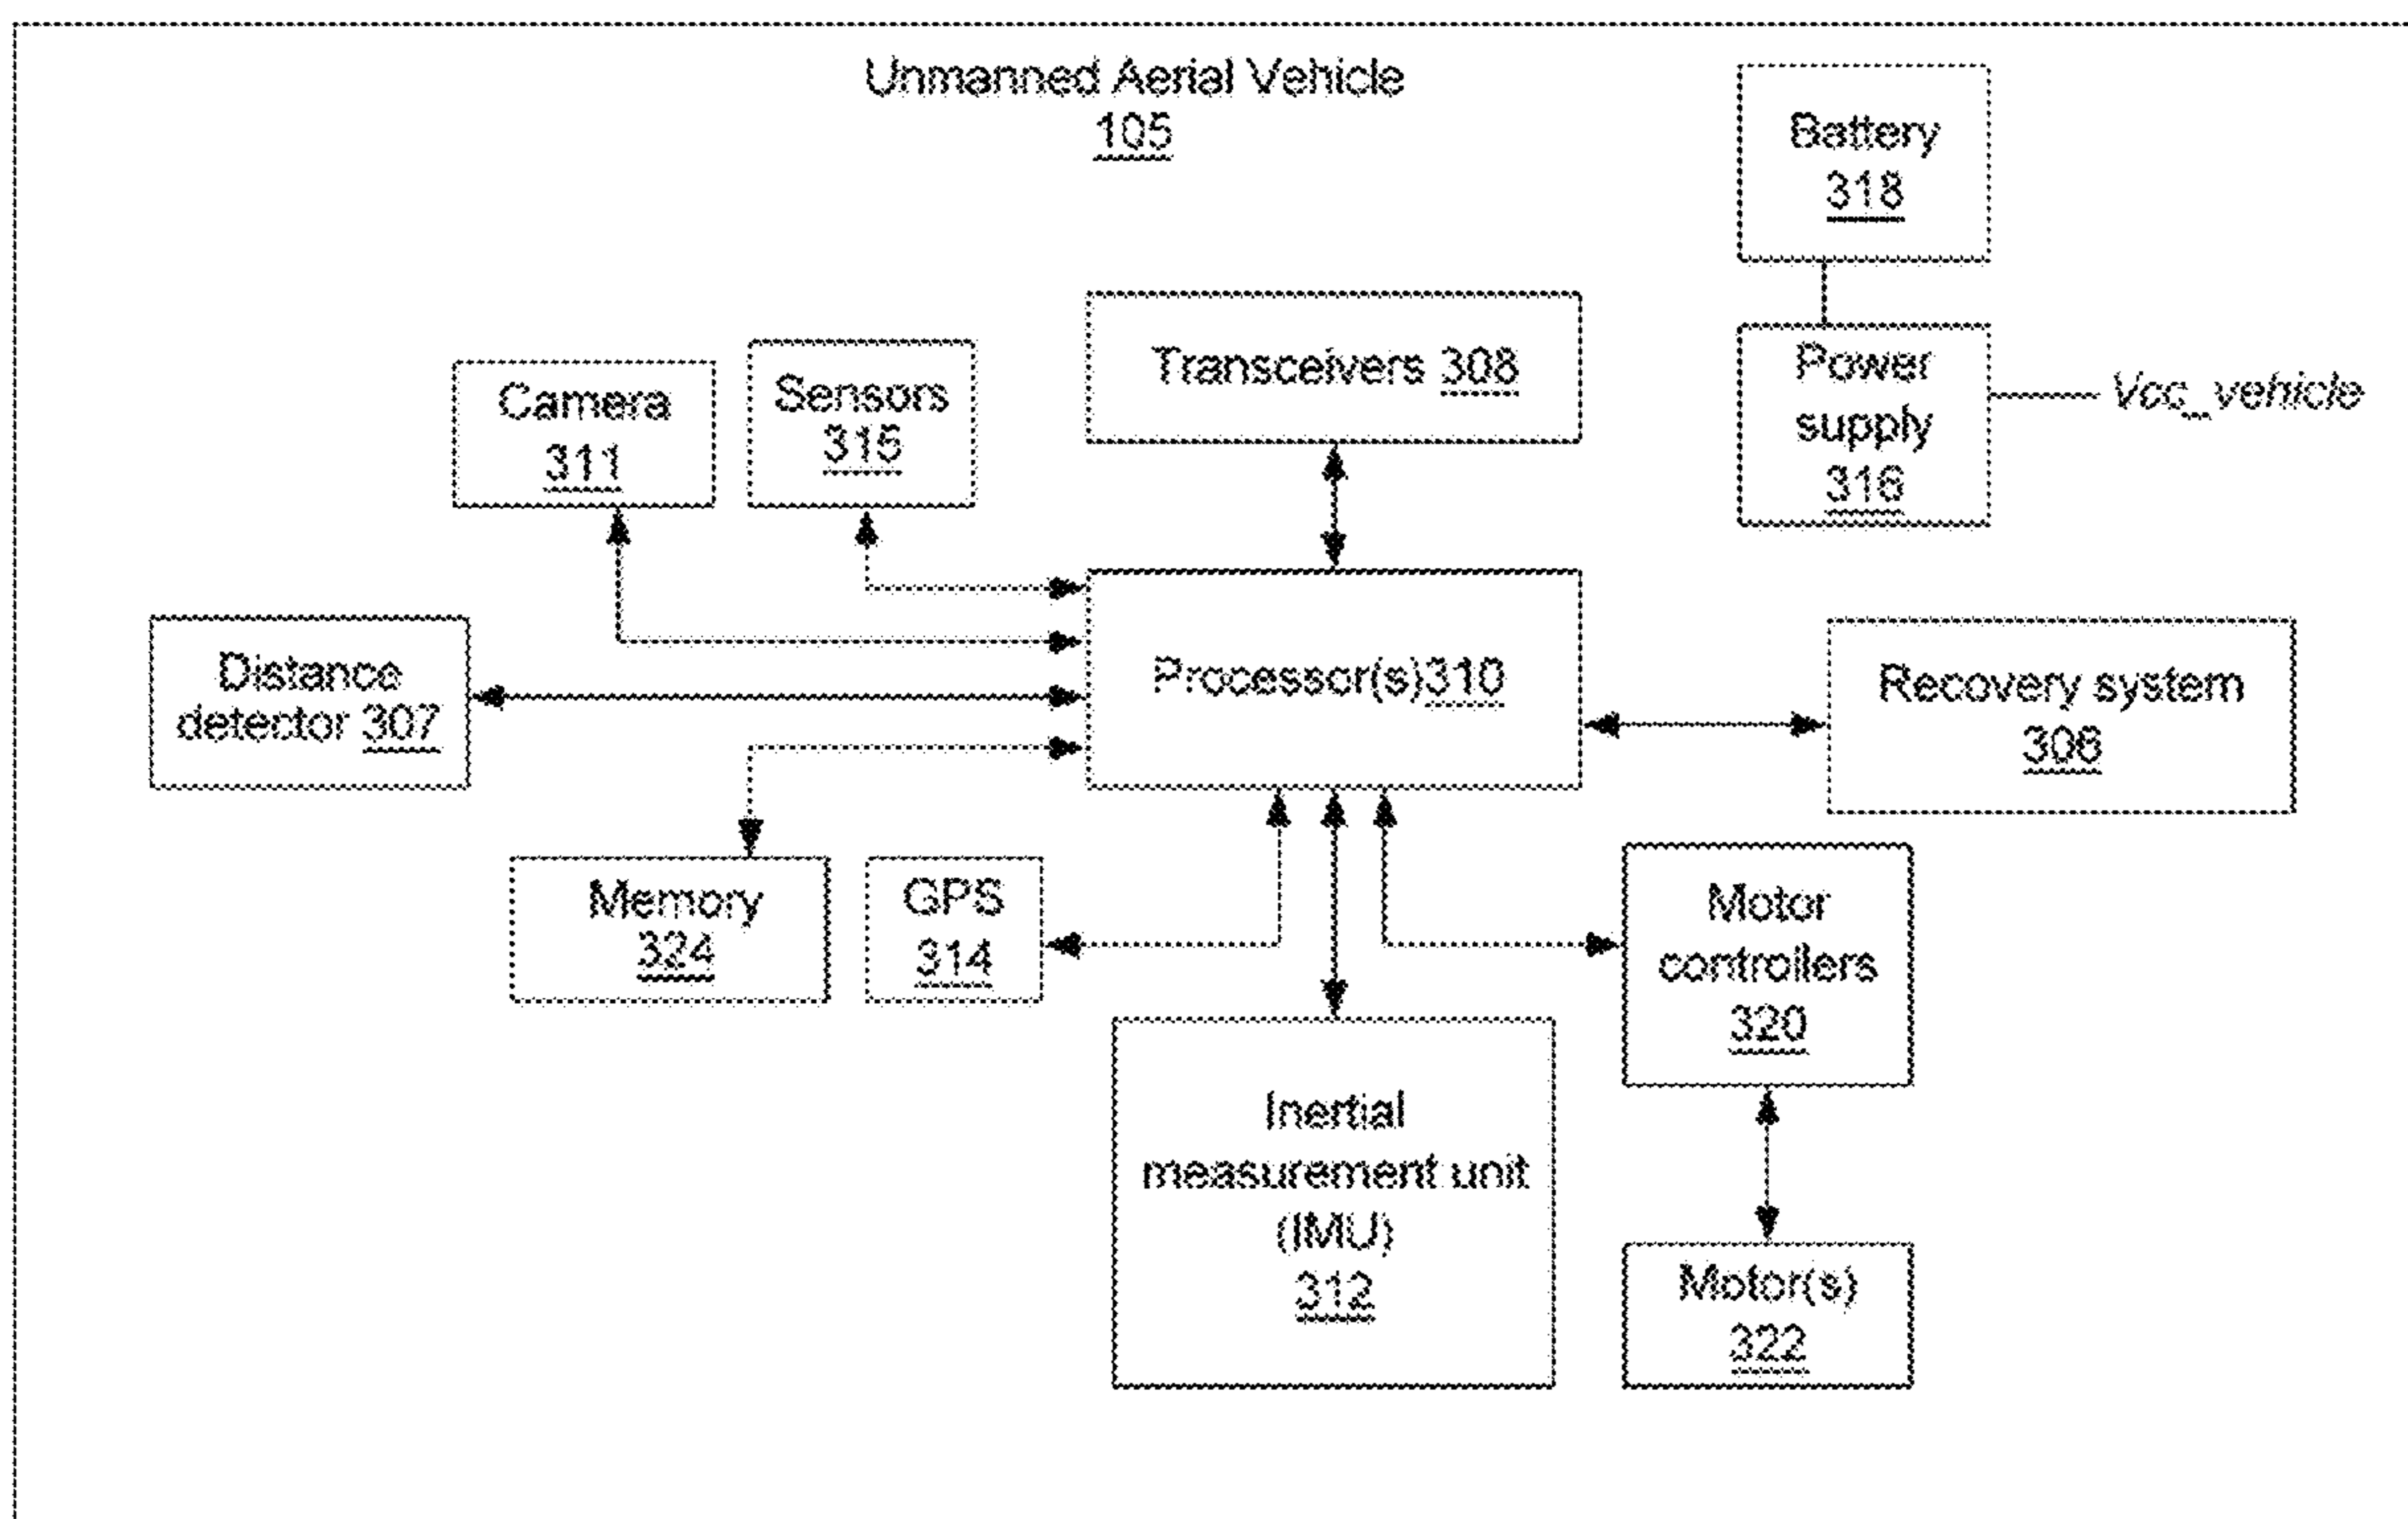 Unmanned Aerial Vehicle
105
Battery
318
Transceivers 308
Power
supply
316
Vcc_vehicle
Camera
311
Sensors
315
Distance
detector 307
Processor(s)310
Recovery system
306
Memory
324
GPS
314
Motor
controllers
320
Inertial
measurement unit
(IMU)
312
Motor(s)
322